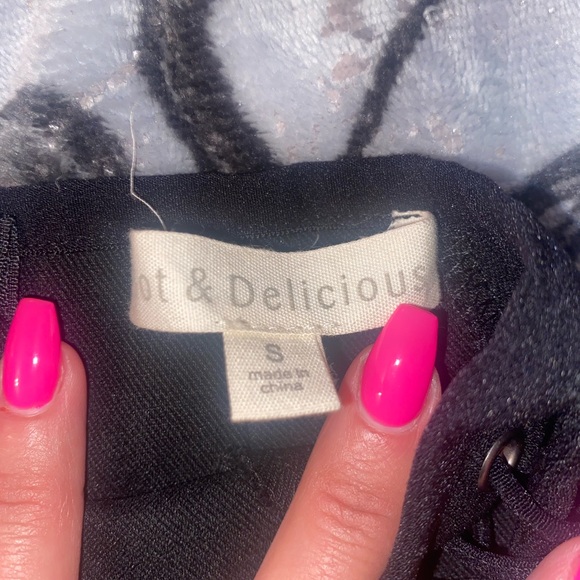 ot & Delicious
S
made in
china